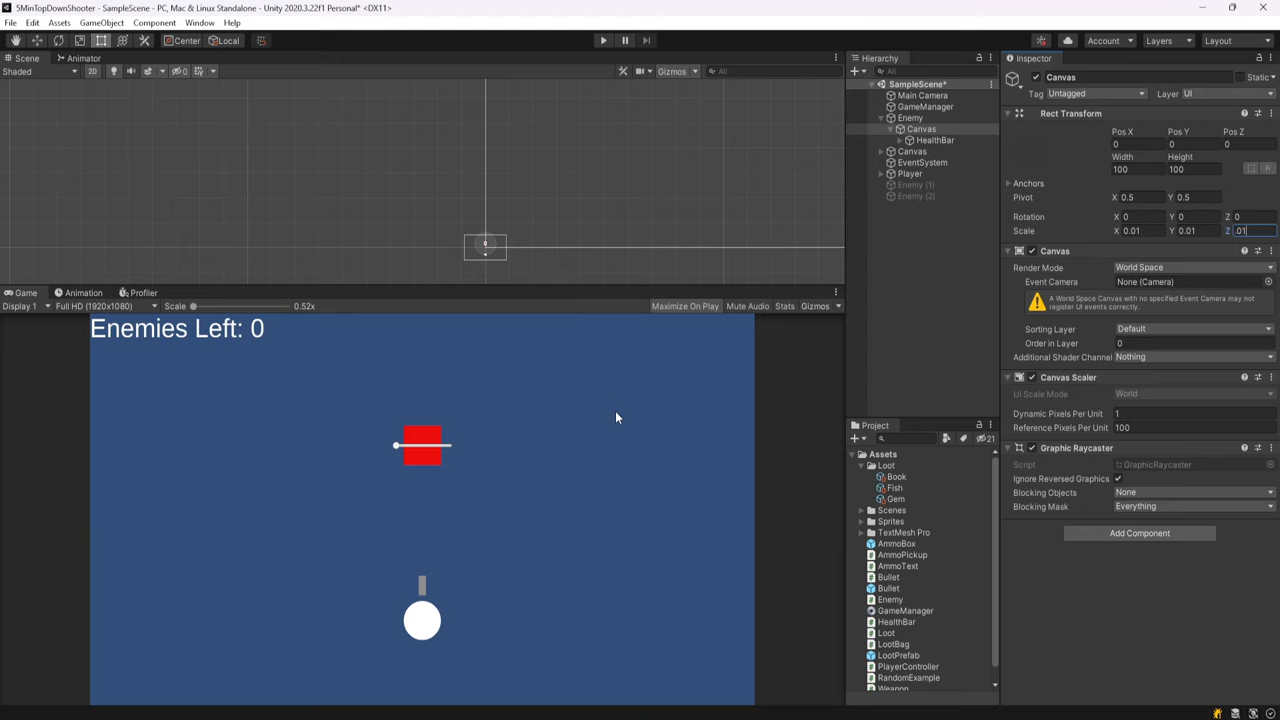 5MinTopDownShooter - SampleScene - PC, Mac & Linux Standalone - Unity 2020.3.22f1 Personal* <DX11>
File Edit Assets GameObject Component Window Help
Center Local Account Layers Layout
Scene Animator
Shaded 2D 0 Gizmos All
Game Animation Profiler
Display 1 Full HD (1920x1080) Scale 0.52x Maximize On Play Mute Audio Stats Gizmos
Enemies Left: 0
Hierarchy
All
SampleScene*
Main Camera
GameManager
Enemy
Canvas
HealthBar
Canvas
EventSystem
Player
Enemy (1)
Enemy (2)
Project
21
Assets
Loot
Book
Fish
Gem
Scenes
Sprites
TextMesh Pro
AmmoBox
AmmoPickup
AmmoText
Bullet
Bullet
Enemy
GameManager
HealthBar
Loot
LootBag
LootPrefab
PlayerController
RandomExample
Weapon
Inspector
Canvas Static
Tag Untagged Layer UI
Rect Transform
Pos X Pos Y Pos Z
0 0 0
Width Height
100 100 R
Anchors
Pivot X 0.5 Y 0.5
Rotation X 0 Y 0 Z 0
Scale X 0.01 Y 0.01 Z .01
Canvas
Render Mode World Space
Event Camera None (Camera)
A World Space Canvas with no specified Event Camera may not
register UI events correctly.
Sorting Layer Default
Order in Layer 0
Additional Shader Channel Nothing
Canvas Scaler
UI Scale Mode World
Dynamic Pixels Per Unit 1
Reference Pixels Per Unit 100
Graphic Raycaster
Script GraphicRaycaster
Ignore Reversed Graphics
Blocking Objects None
Blocking Mask Everything
Add Component